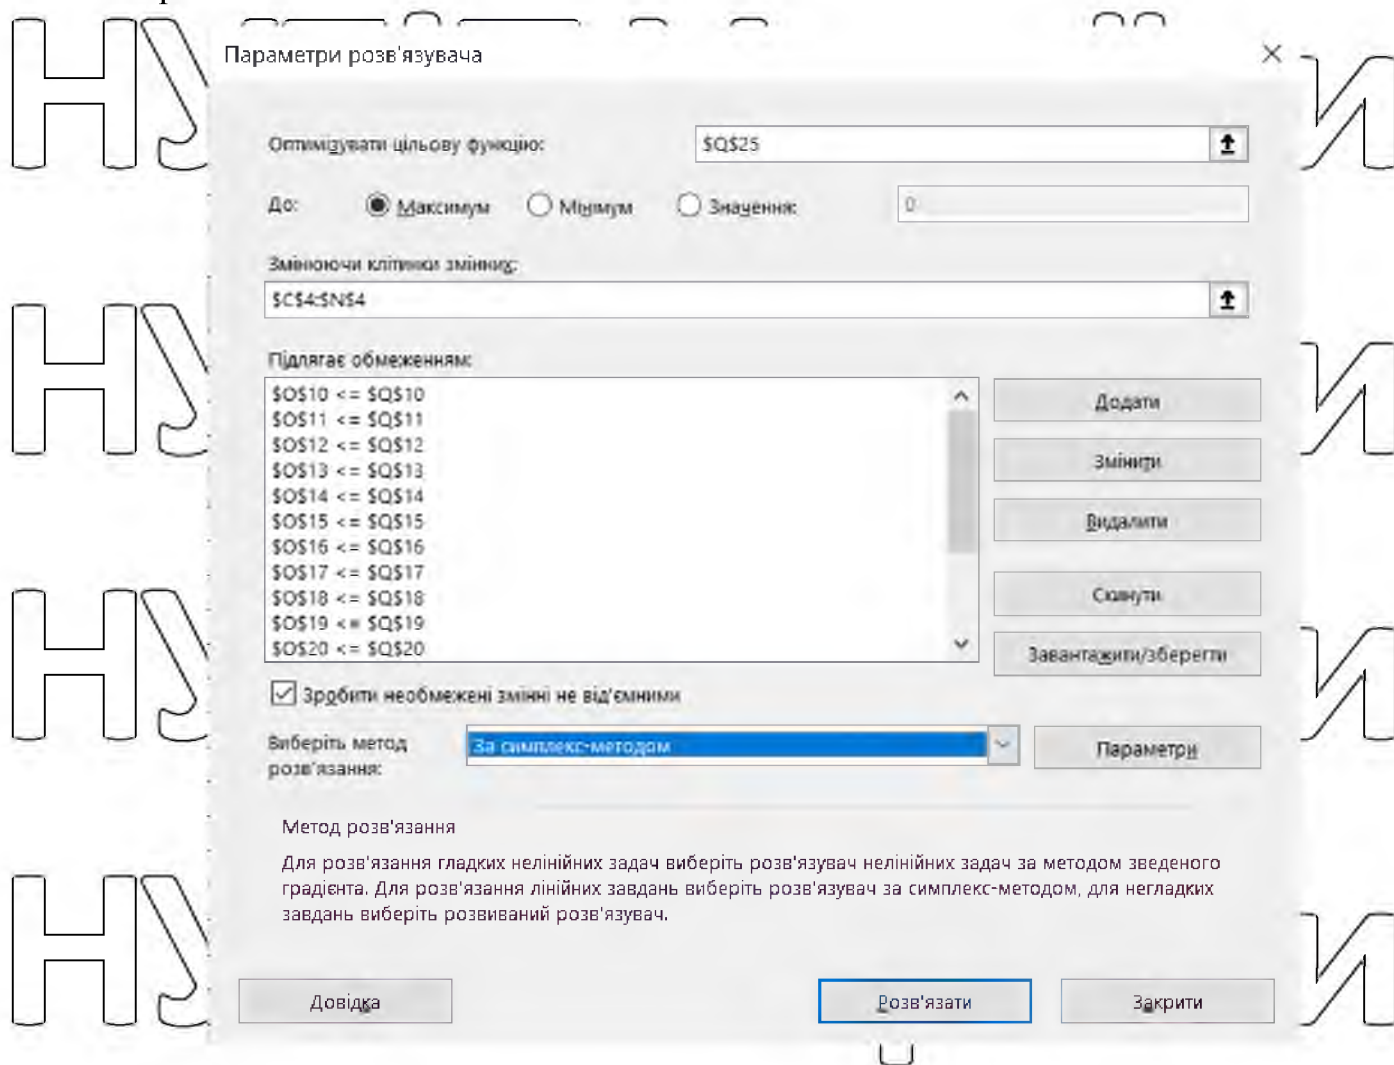 Параметри розв'язувача
Оптимізувати цільову функцію: $Q$25
До: Максимум Мінімум Значення: 0
Змінюючи клітинки змінних:
$C$4:$N$4
Підлягає обмеженням:
$O$10 <= $Q$10
$O$11 <= $Q$11
$O$12 <= $Q$12
$O$13 <= $Q$13
$O$14 <= $Q$14
$O$15 <= $Q$15
$O$16 <= $Q$16
$O$17 <= $Q$17
$O$18 <= $Q$18
$O$19 <= $Q$19
$O$20 <= $Q$20
Додати
Змінити
Видалити
Скинути
Завантажити/зберегти
Зробити необмежені змінні не від'ємними
Виберіть метод розв'язання:
За симплекс-методом
Параметри
Метод розв'язання
Для розв'язання гладких нелінійних задач виберіть розв'язувач нелінійних задач за методом зведеного
градієнта. Для розв'язання лінійних завдань виберіть розв'язувач за симплекс-методом, для негладких
завдань виберіть розвиваний розв'язувач.
Довідка Розв'язати Закрити